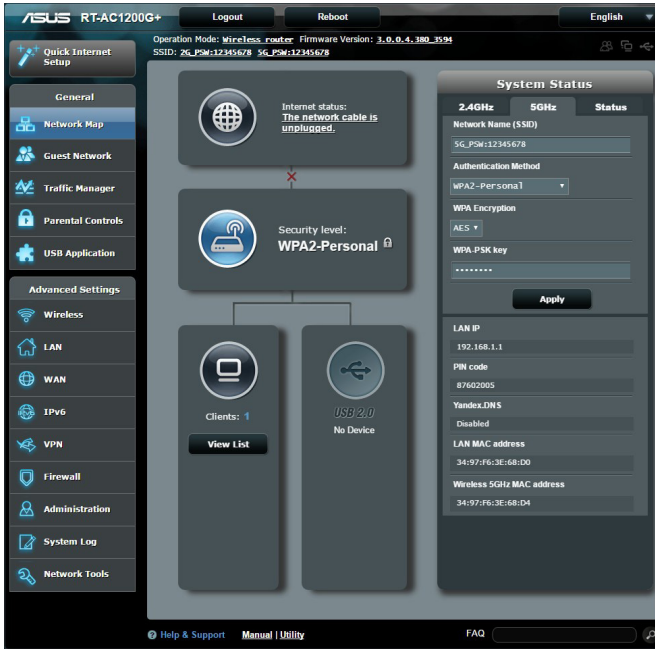 ASUS RT-AC1200G+ Logout Reboot English
Operation Mode: Wireless router Firmware Version: 3.0.0.4.380_3594
SSID: 2G_PSW:12345678 5G_PSW:12345678
Quick Internet
Setup
General
Network Map
Guest Network
Traffic Manager
Parental Controls
USB Application
Advanced Settings
Wireless
LAN
WAN
IPv6
VPN
Firewall
Administration
System Log
Network Tools
Internet status:
The network cable is
unplugged.
Security level:
WPA2-Personal
Clients: 1
View List
USB 2.0
No Device
System Status
2.4GHz 5GHz Status
Network Name (SSID)
5G_PSW:12345678
Authentication Method
WPA2-Personal
WPA Encryption
AES
WPA-PSK key
········
Apply
LAN IP
192.168.1.1
PIN code
87602005
Yandex.DNS
Disabled
LAN MAC address
34:97:F6:3E:68:D0
Wireless 5GHz MAC address
34:97:F6:3E:68:D4
Help & Support Manual | Utility FAQ